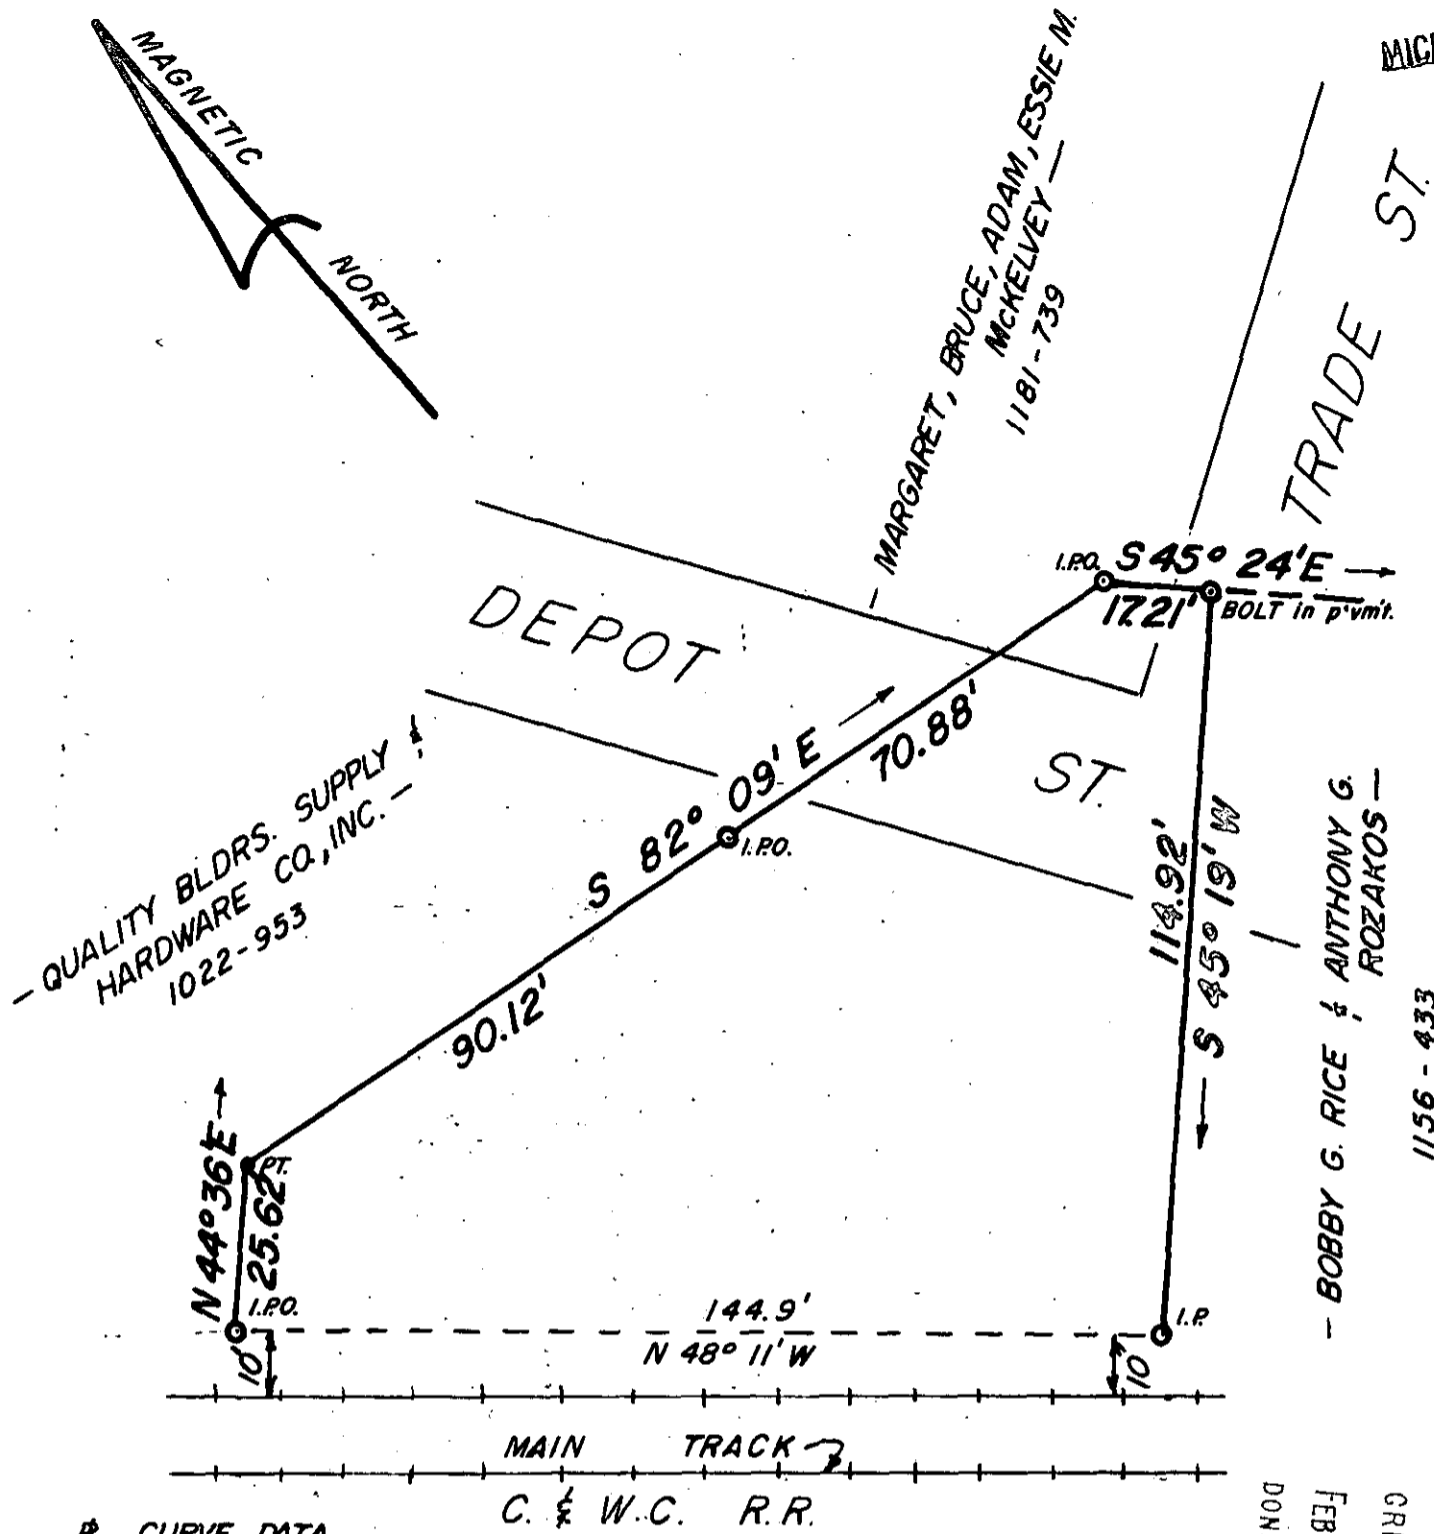 MAGNETIC
NORTH
— MARGARET, BRUCE, ADAM, ESSIE M.
McKELVEY —
1181-739
TRADE ST.
DEPOT
ST.
I.P.O.
S 45° 24' E
17.21'
BOLT in p'vm't.
S 82° 09' E
70.88'
I.P.O.
90.12'
— QUALITY BLDRS. SUPPLY &
HARDWARE CO., INC. —
1022-953
114.92'
S 45° 19' W
— BOBBY G. RICE & ANTHONY G.
ROZAKOS —
1156 - 433
N 44° 36' E
25.62'
PT.
I.P.O.
144.9'
N 48° 11' W
I.P.
10'
10'
MAIN TRACK
C. & W.C. R.R.
CURVE DATA
FEB
DON